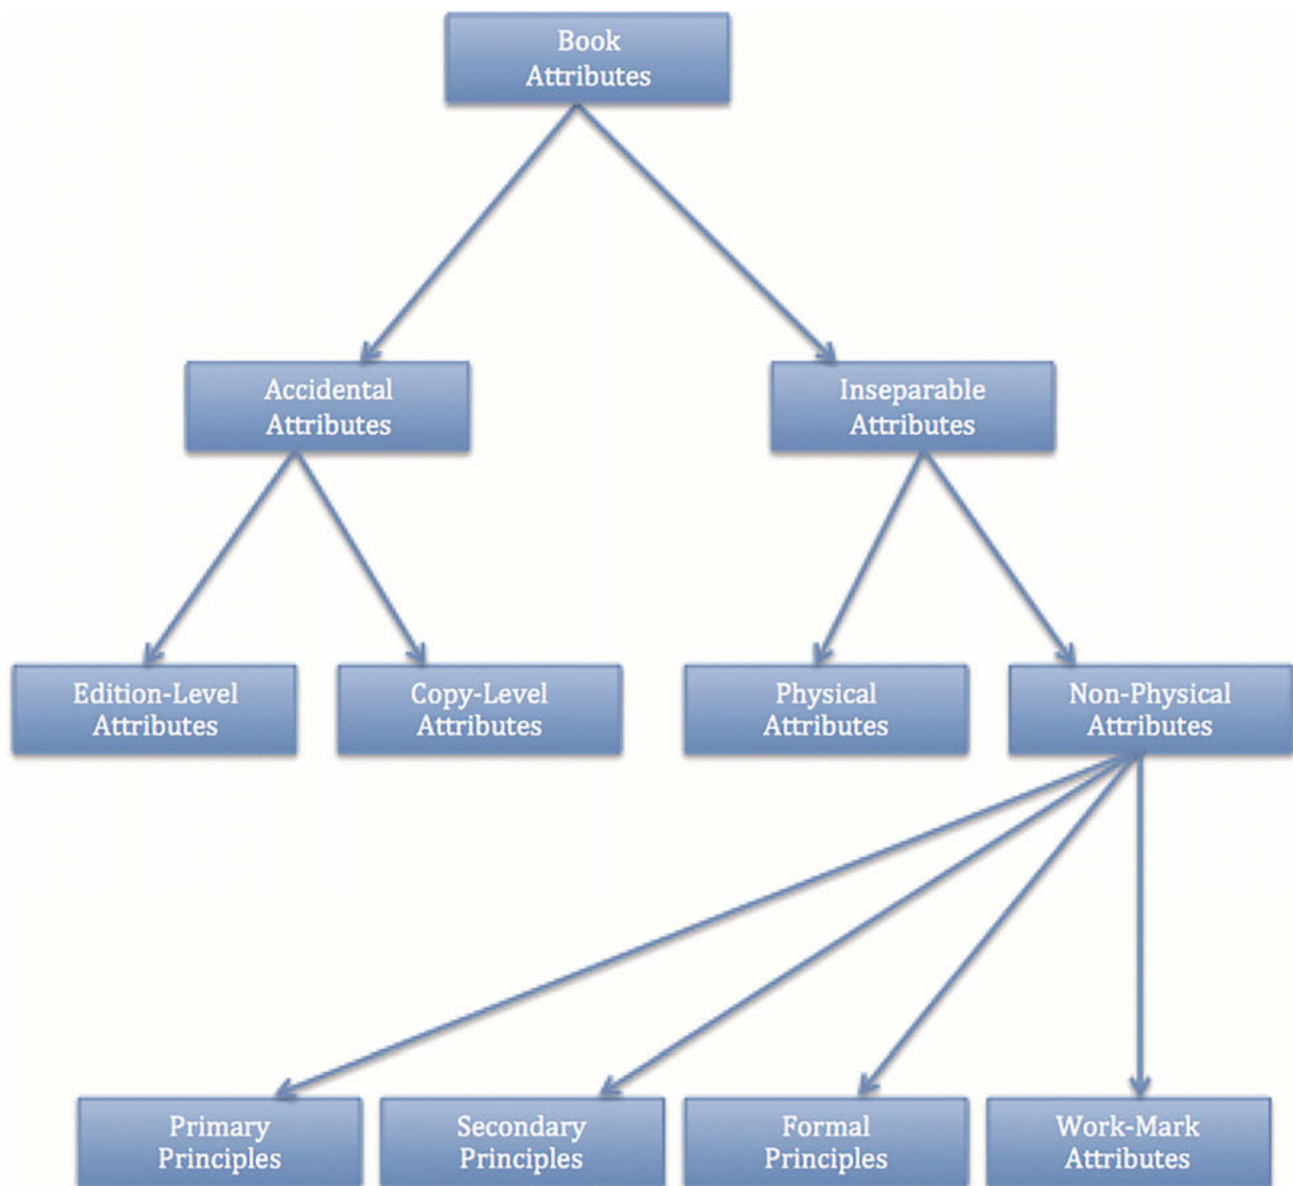 Book
Attributes
Accidental
Attributes
Inseparable
Attributes
Edition-Level
Attributes
Copy-Level
Attributes
Physical
Attributes
Non-Physical
Attributes
Primary
Principles
Secondary
Principles
Formal
Principles
Work-Mark
Attributes